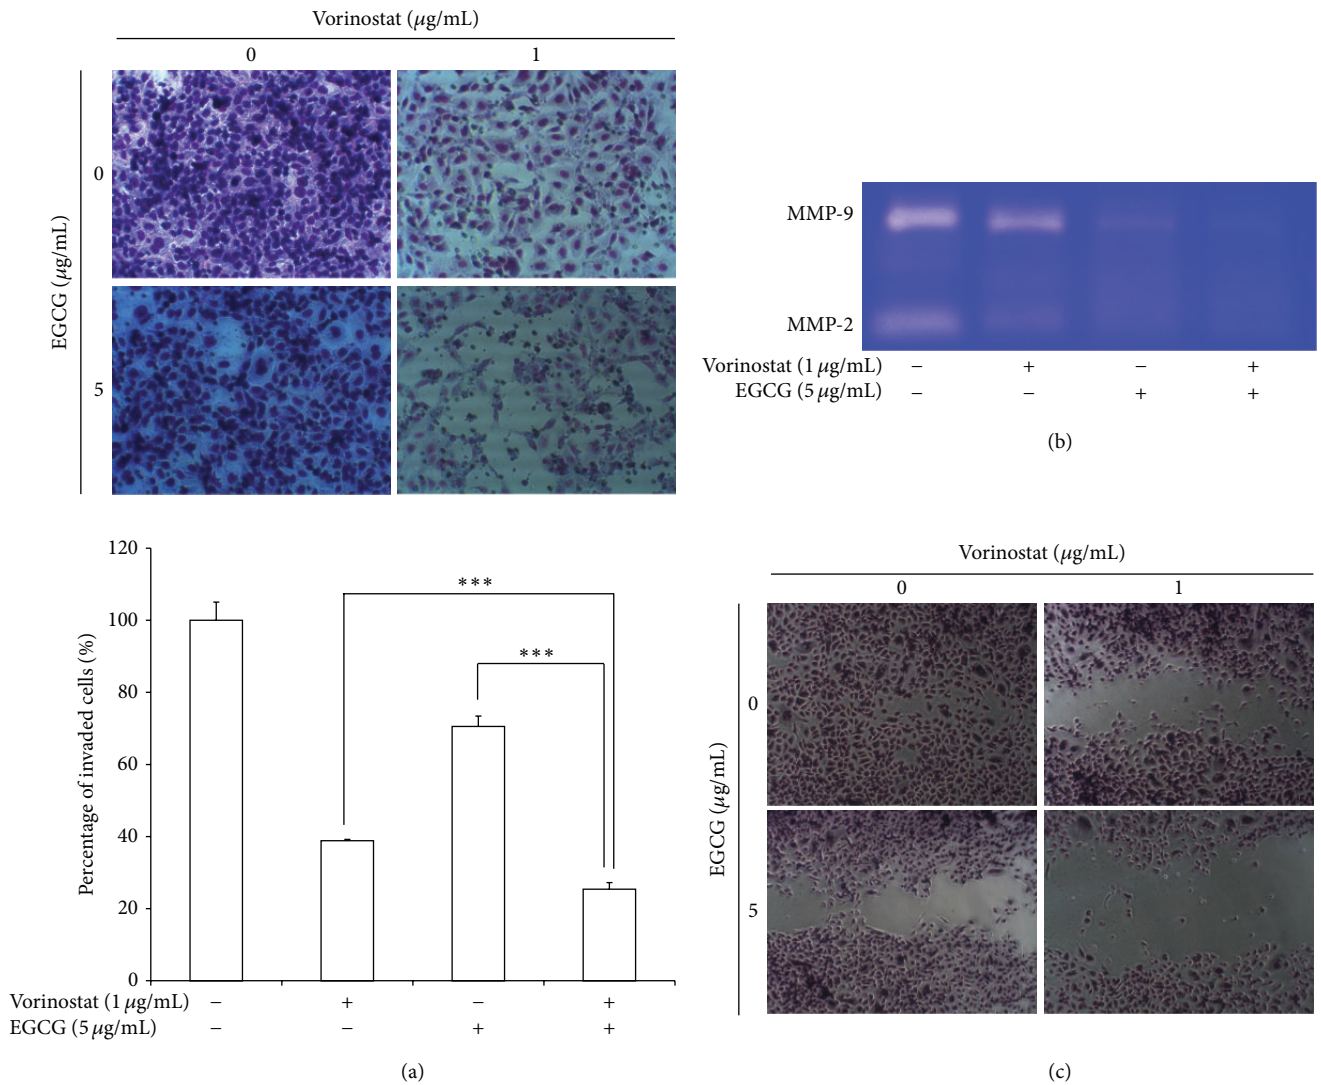 Vorinostat (μg/mL)
0 1
EGCG (μg/mL)
0
5
MMP-9
MMP-2
Vorinostat (1 μg/mL) − + − +
EGCG (5 μg/mL) − − + +
(b)
120
100
80
60
40
20
0
Percentage of invaded cells (%)
***
***
Vorinostat (1 μg/mL) − + − +
EGCG (5 μg/mL) − − + +
(a)
Vorinostat (μg/mL)
0 1
EGCG (μg/mL)
0
5
(c)